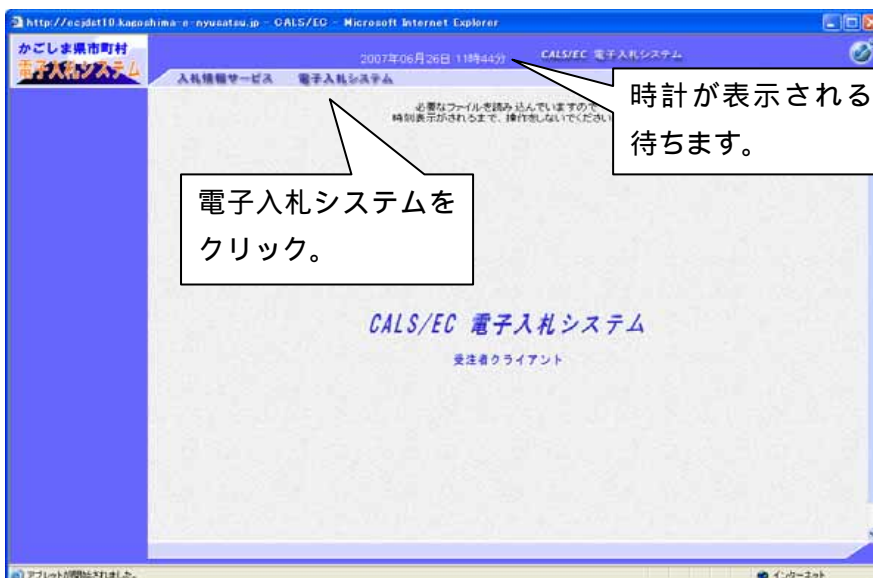 http://ecjdst10.kagoshima-e-nyusatsu.jp - CALS/EC - Microsoft Internet Explorer
かごしま県市町村
電子入札システム
2007年06月26日 11時44分
CALS/EC 電子入札システム
入札情報サービス 電子入札システム
必要なファイルを読み込んでいますので
時刻表示がされるまで、操作をしないでください
時計が表示される
待ちます。
電子入札システムを
クリック。
CALS/EC 電子入札システム
受注者クライアント
アプレットが開始されました。
インターネット